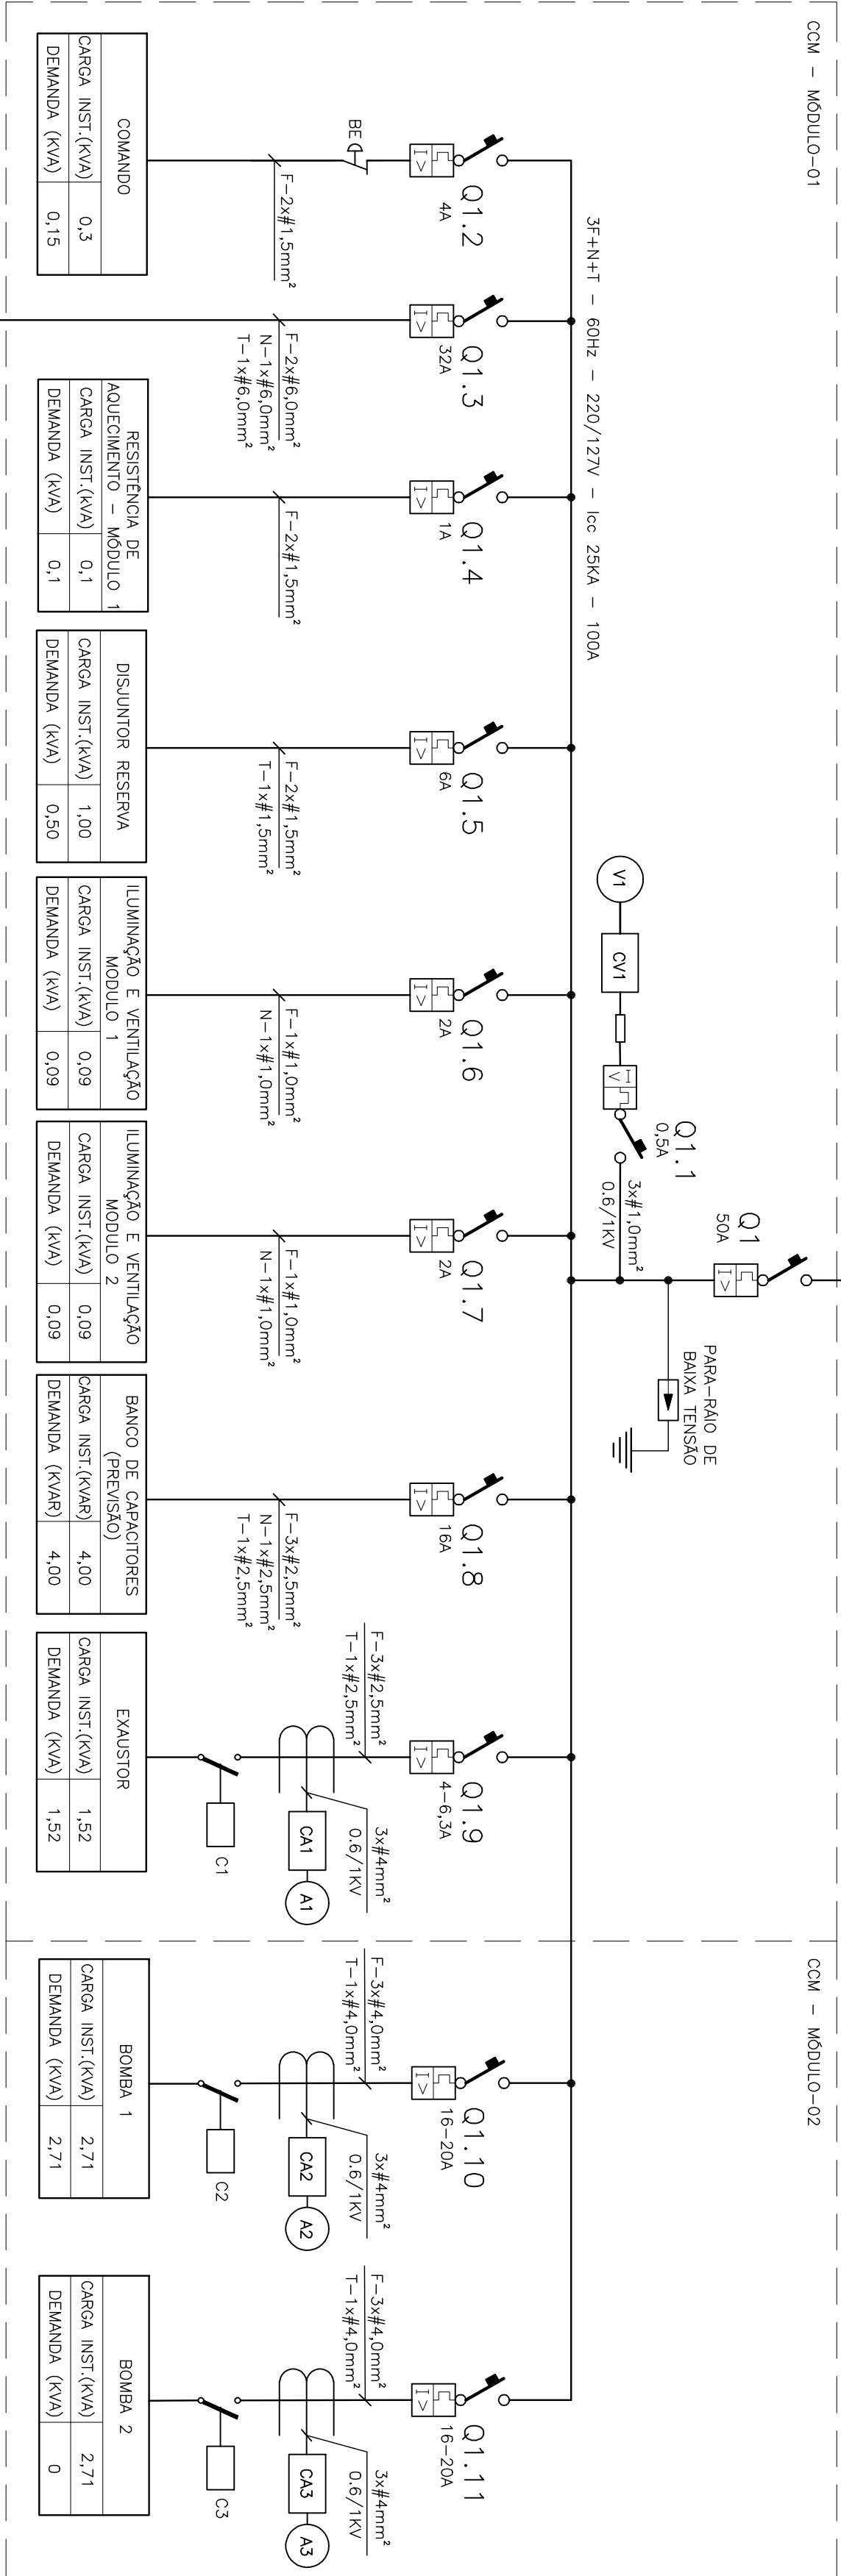 CCM – MÓDULO-01
CCM – MÓDULO-02
Q1
50A
PARA-RÁIO DE
BAIXA TENSÃO
V1
CV1
Q1.1
0,5A
3x#1,0mm²
0.6/1KV
3F+N+T – 60Hz – 220/127V – Icc 25KA – 100A
Q1.2
4A
BE
F-2x#1,5mm²
COMANDO
CARGA INST.(KVA) 0,3
DEMANDA (KVA) 0,15
Q1.3
32A
F-2x#6,0mm²
N-1x#6,0mm²
T-1x#6,0mm²
Q1.4
1A
F-2x#1,5mm²
RESISTÊNCIA DE
AQUECIMENTO – MÓDULO 1
CARGA INST.(kVA) 0,1
DEMANDA (kVA) 0,1
Q1.5
6A
F-2x#1,5mm²
T-1x#1,5mm²
DISJUNTOR RESERVA
CARGA INST.(kVA) 1,00
DEMANDA (kVA) 0,50
Q1.6
2A
F-1x#1,0mm²
N-1x#1,0mm²
ILUMINAÇÃO E VENTILAÇÃO
MODULO 1
CARGA INST.(kVA) 0,09
DEMANDA (kVA) 0,09
Q1.7
2A
F-1x#1,0mm²
N-1x#1,0mm²
ILUMINAÇÃO E VENTILAÇÃO
MODULO 2
CARGA INST.(kVA) 0,09
DEMANDA (kVA) 0,09
Q1.8
16A
F-3x#2,5mm²
N-1x#2,5mm²
T-1x#2,5mm²
BANCO DE CAPACITORES
(PREVISÃO)
CARGA INST.(KVAR) 4,00
DEMANDA (KVAR) 4,00
Q1.9
4-6,3A
F-3x#2,5mm²
T-1x#2,5mm²
3x#4mm²
0.6/1KV
CA1
A1
C1
EXAUSTOR
CARGA INST.(KVA) 1,52
DEMANDA (KVA) 1,52
Q1.10
16-20A
F-3x#4,0mm²
T-1x#4,0mm²
3x#4mm²
0.6/1KV
CA2
A2
C2
BOMBA 1
CARGA INST.(KVA) 2,71
DEMANDA (KVA) 2,71
Q1.11
16-20A
F-3x#4,0mm²
T-1x#4,0mm²
3x#4mm²
0.6/1KV
CA3
A3
C3
BOMBA 2
CARGA INST.(KVA) 2,71
DEMANDA (KVA) 0